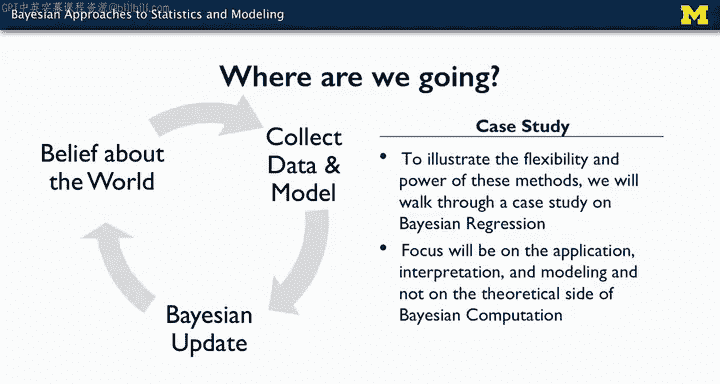 Bayesian Approaches to Statistics and Modeling
M
Where are we going?
Belief about
the World
Collect
Data &
Model
Bayesian
Update
Case Study
• To illustrate the flexibility and
power of these methods, we will
walk through a case study on
Bayesian Regression
• Focus will be on the application,
interpretation, and modeling and
not on the theoretical side of
Bayesian Computation